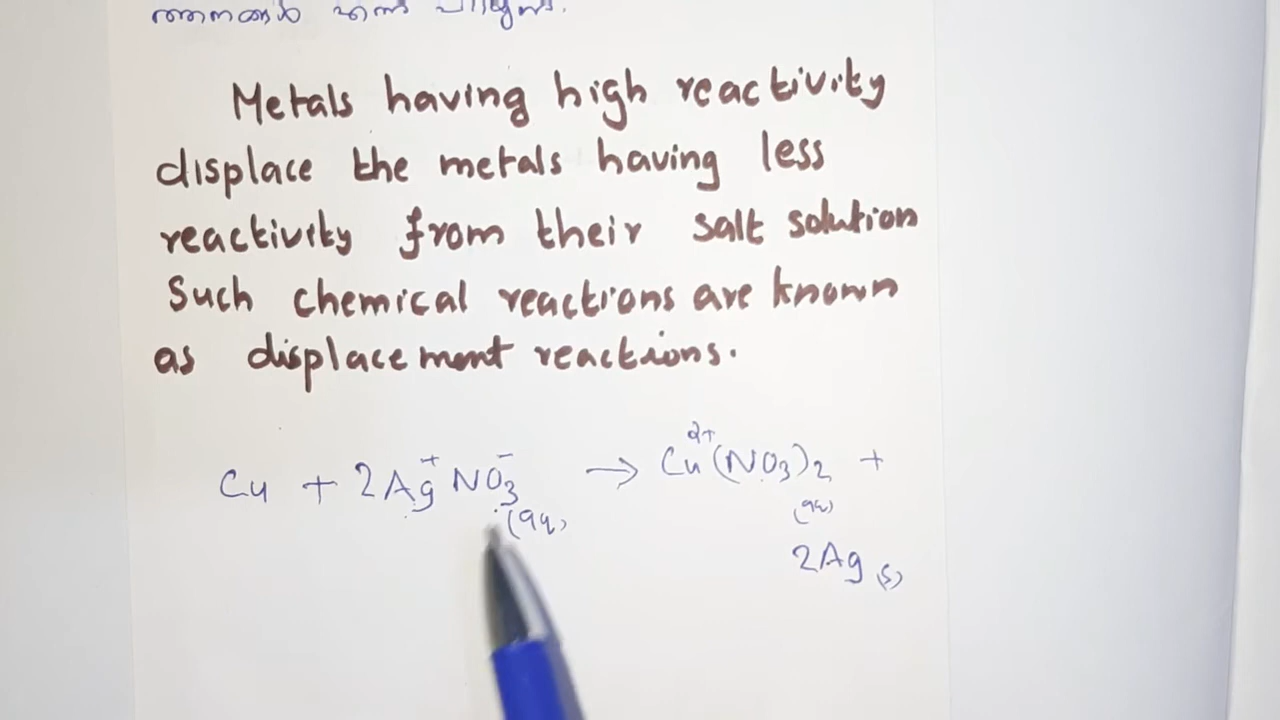 എന്ന്
Metals having high reactivity
displace the metals having less
reactivity from their salt solution
Such chemical reactions are known
as displacement reactions.
Cu + 2Ag⁺NO₃⁻(aq) → Cu²⁺(NO₃)₂(aq) +
2Ag(s)